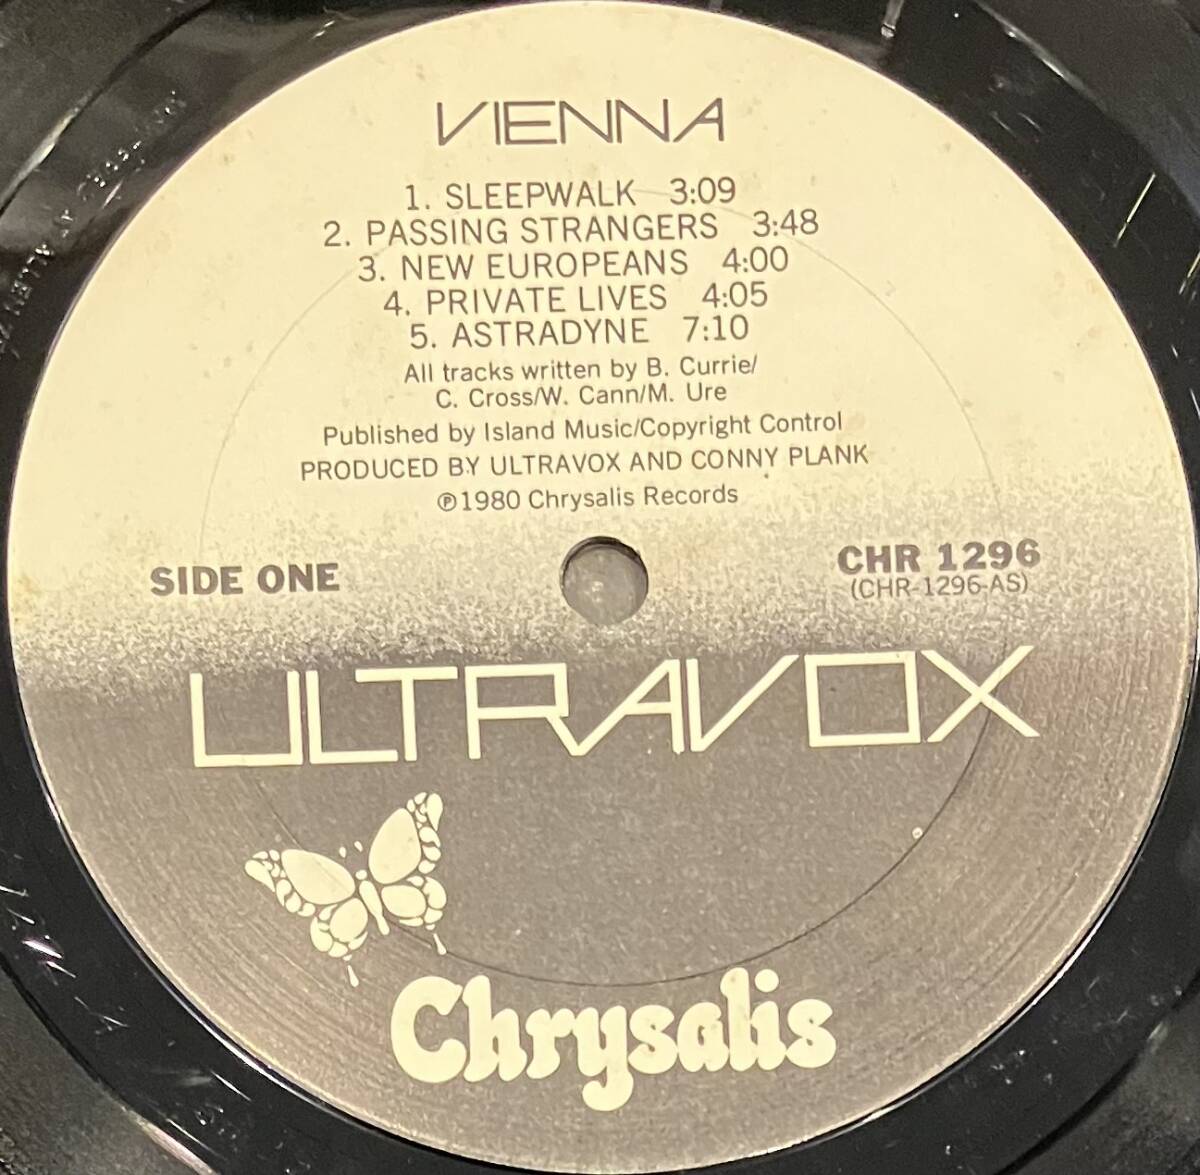 VIENNA
1. SLEEPWALK 3:09
2. PASSING STRANGERS 3:48
3. NEW EUROPEANS 4:00
4. PRIVATE LIVES 4:05
5. ASTRADYNE 7:10
All tracks written by B. Currie/
C. Cross/W. Cann/M. Ure
Published by Island Music/Copyright Control
PRODUCED BY ULTRAVOX AND CONNY PLANK
℗1980 Chrysalis Records
SIDE ONE
CHR 1296
(CHR-1296-AS)
ULTRAVOX
Chrysalis